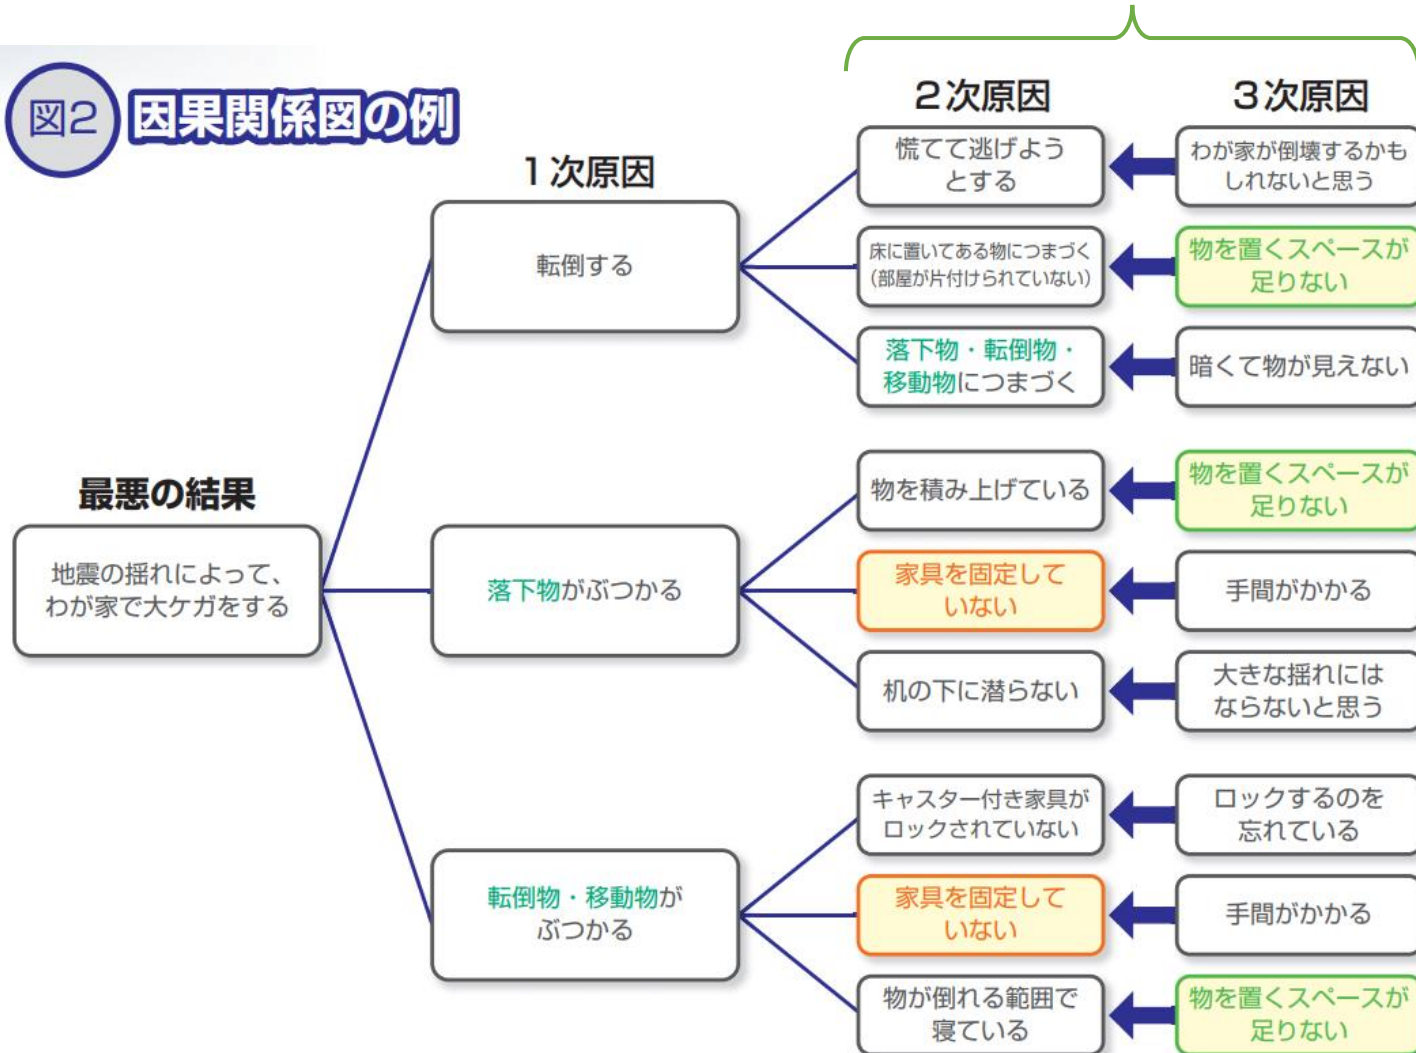 図2 因果関係図の例
1次原因
2次原因
3次原因
最悪の結果
地震の揺れによって、
わが家で大ケガをする
転倒する
慌てて逃げよう
とする
わが家が倒壊するかも
しれないと思う
床に置いてある物につまづく
（部屋が片付けられていない）
物を置くスペースが
足りない
落下物・転倒物・
移動物につまづく
暗くて物が見えない
落下物がぶつかる
物を積み上げている
物を置くスペースが
足りない
家具を固定して
いない
手間がかかる
机の下に潜らない
大きな揺れには
ならないと思う
転倒物・移動物が
ぶつかる
キャスター付き家具が
ロックされていない
ロックするのを
忘れている
家具を固定して
いない
手間がかかる
物が倒れる範囲で
寝ている
物を置くスペースが
足りない